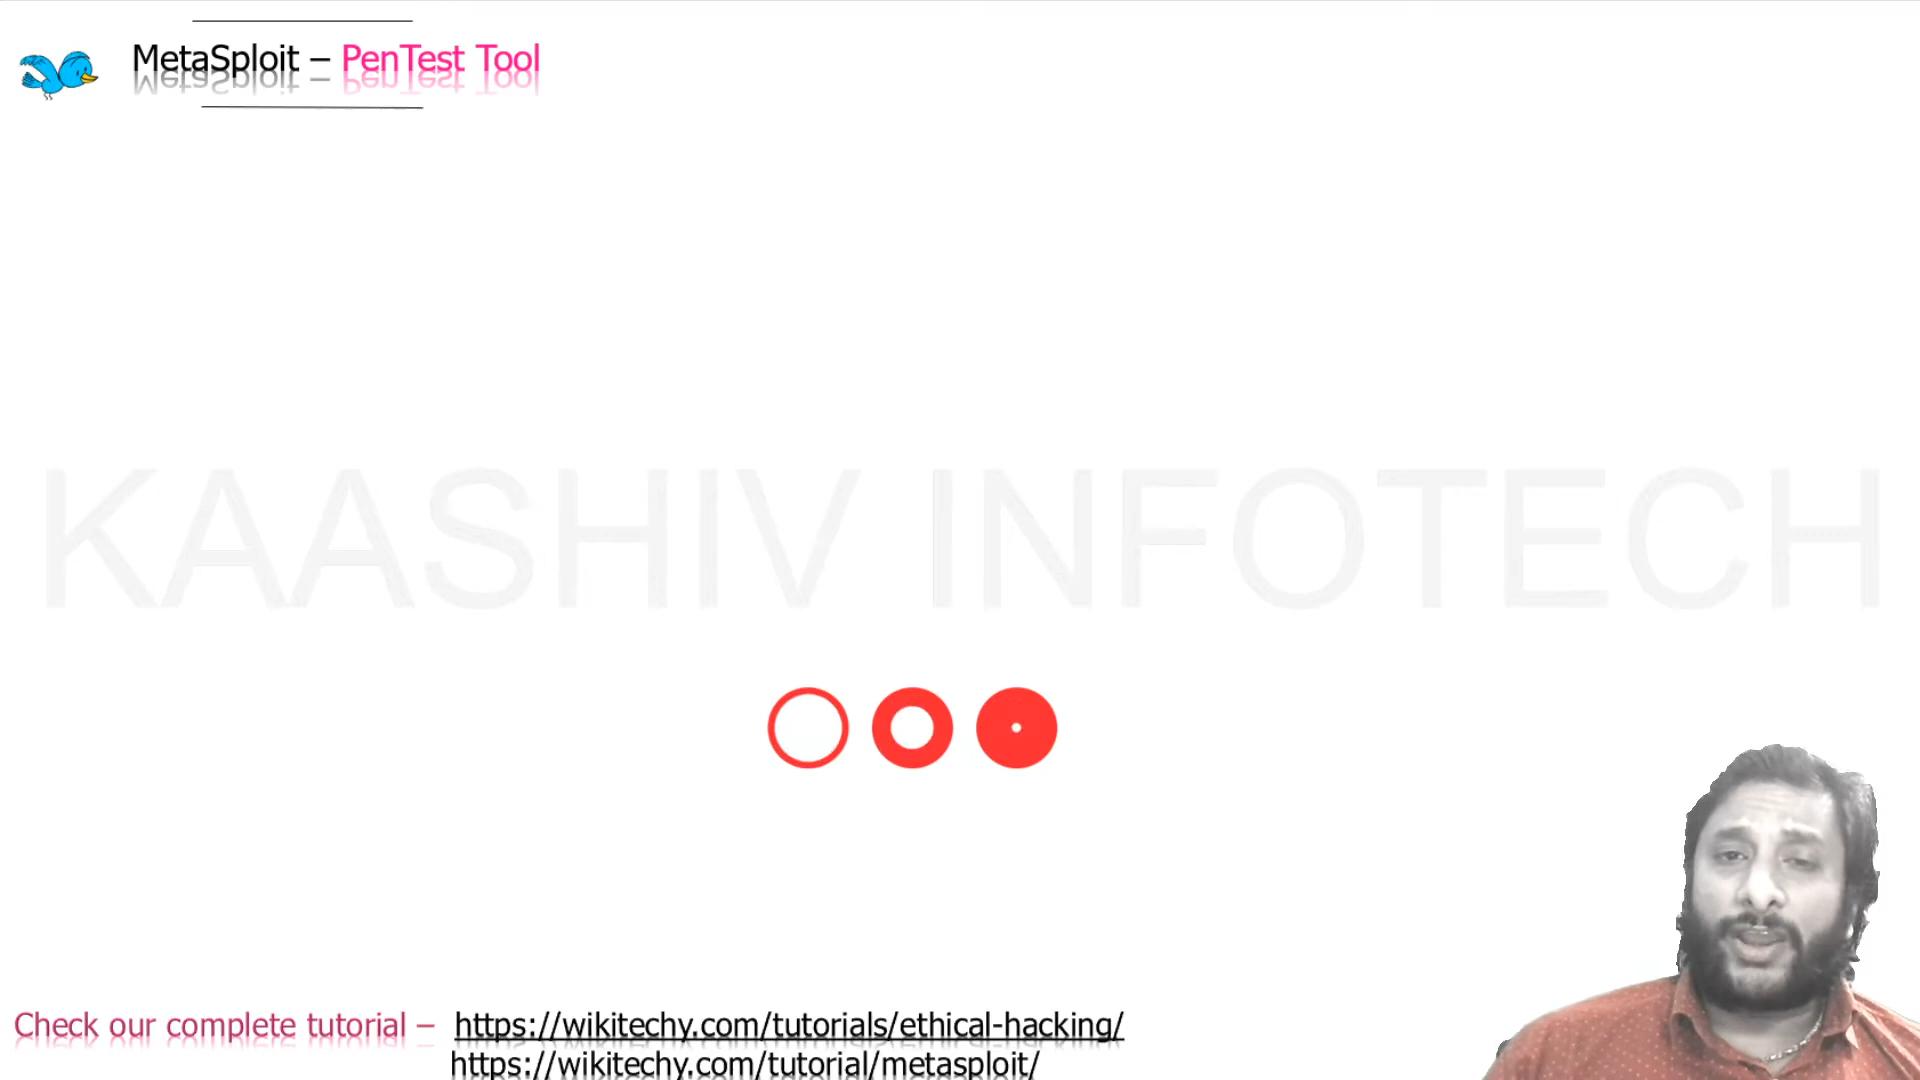 MetaSploit – PenTest Tool
KAASHIV INFOTECH
Check our complete tutorial – https://wikitechy.com/tutorials/ethical-hacking/
https://wikitechy.com/tutorial/metasploit/